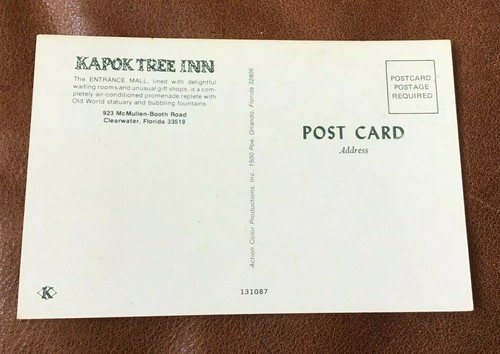 KAPOK TREE INN
The ENTRANCE MALL, lined with delightful
waiting rooms and unusual gift shops, is a com-
pletely air-conditioned promenade replete with
Old World statuary and bubbling fountains.
923 McMullen-Booth Road
Clearwater, Florida 33519
K
Action Color Productions, Inc., 1500 Poe, Orlando, Florida 32806
131087
POSTCARD
POSTAGE
REQUIRED
POST CARD
Address